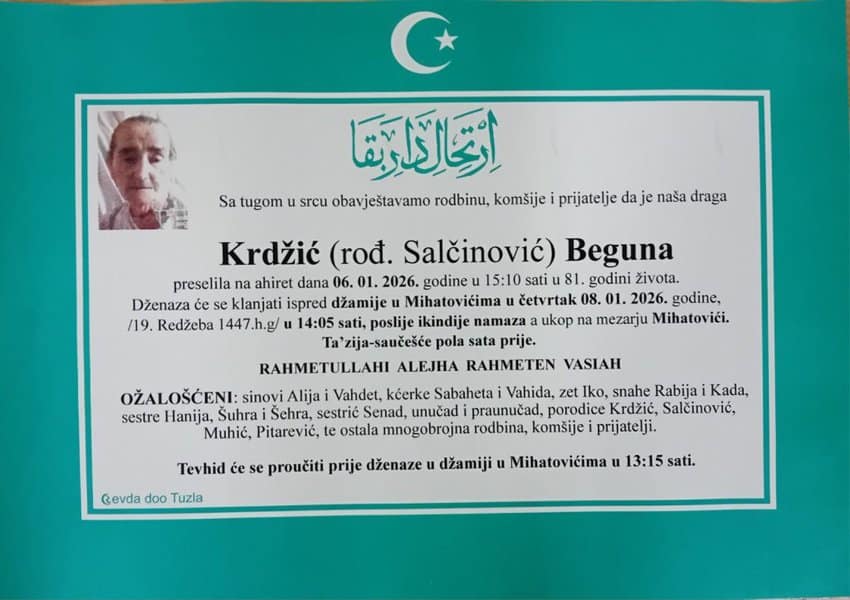 اِرْتِحَالِ دَارِ بَقَا
Sa tugom u srcu obavještavamo rodbinu, komšije i prijatelje da je naša draga
Krdžić (rođ. Salčinović) Beguna
preselila na ahiret dana 06. 01. 2026. godine u 15:10 sati u 81. godini života.
Dženaza će se klanjati ispred džamije u Mihatovićima u četvrtak 08. 01. 2026. godine,
/19. Redžeba 1447.h.g/ u 14:05 sati, poslije ikindije namaza a ukop na mezarju Mihatovići.
Ta'zija-saučešće pola sata prije.
RAHMETULLAHI ALEJHA RAHMETEN VASIAH
OŽALOŠĆENI: sinovi Alija i Vahdet, kćerke Sabaheta i Vahida, zet Iko, snahe Rabija i Kada,
sestre Hanija, Šuhra i Šehra, sestrić Senad, unučad i praunučad, porodice Krdžić, Salčinović,
Muhić, Pitarević, te ostala mnogobrojna rodbina, komšije i prijatelji.
Tevhid će se proučiti prije dženaze u džamiji u Mihatovićima u 13:15 sati.
evda doo Tuzla